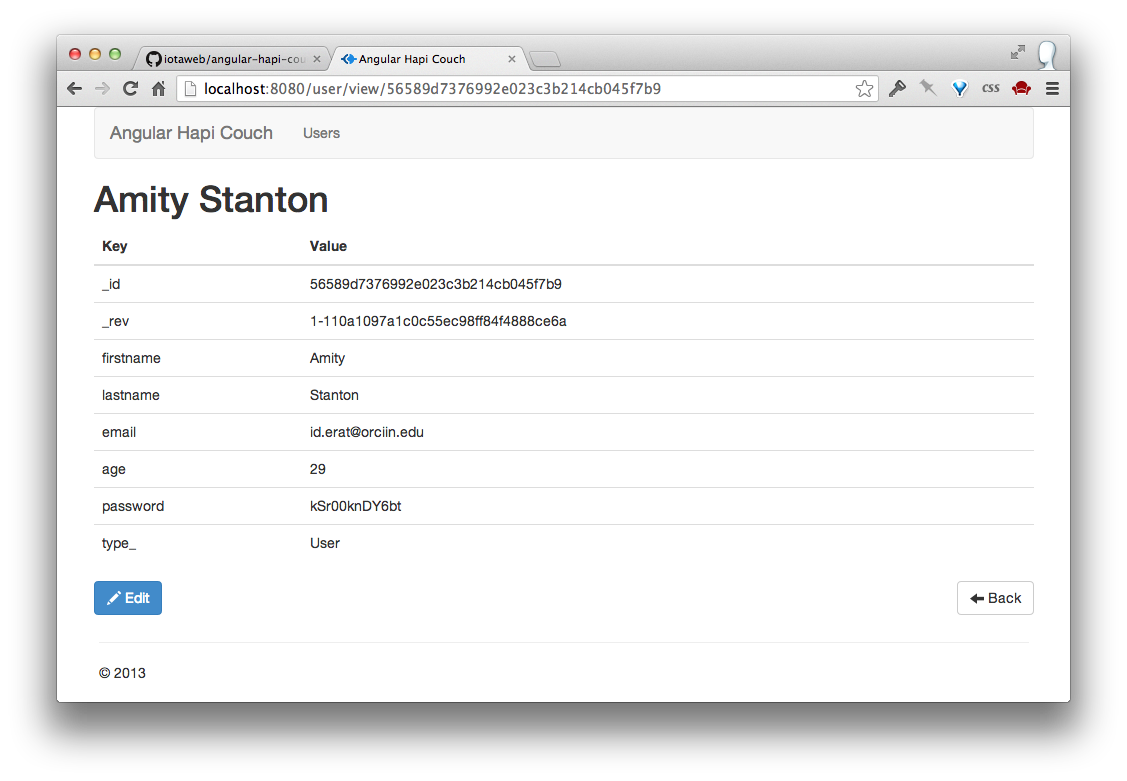 iotaweb/angular-hapi-cou
Angular Hapi Couch
localhost:8080/user/view/56589d7376992e023c3b214cb045f7b9
css
Angular Hapi Couch Users
Amity Stanton
Key Value
_id 56589d7376992e023c3b214cb045f7b9
_rev 1-110a1097a1c0c55ec98ff84f4888ce6a
firstname Amity
lastname Stanton
email id.erat@orciin.edu
age 29
password kSr00knDY6bt
type_ User
Edit
Back
© 2013